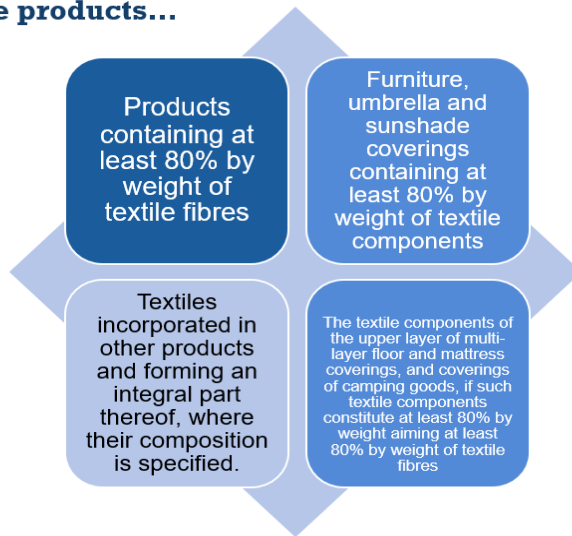 e products...
Products
containing at
least 80% by
weight of
textile fibres
Furniture,
umbrella and
sunshade
coverings
containing at
least 80% by
weight of textile
components
Textiles
incorporated in
other products
and forming an
integral part
thereof, where
their composition
is specified.
The textile components of
the upper layer of multi-
layer floor and mattress
coverings, and coverings
of camping goods, if such
textile components
constitute at least 80% by
weight aiming at least
80% by weight of textile
fibres